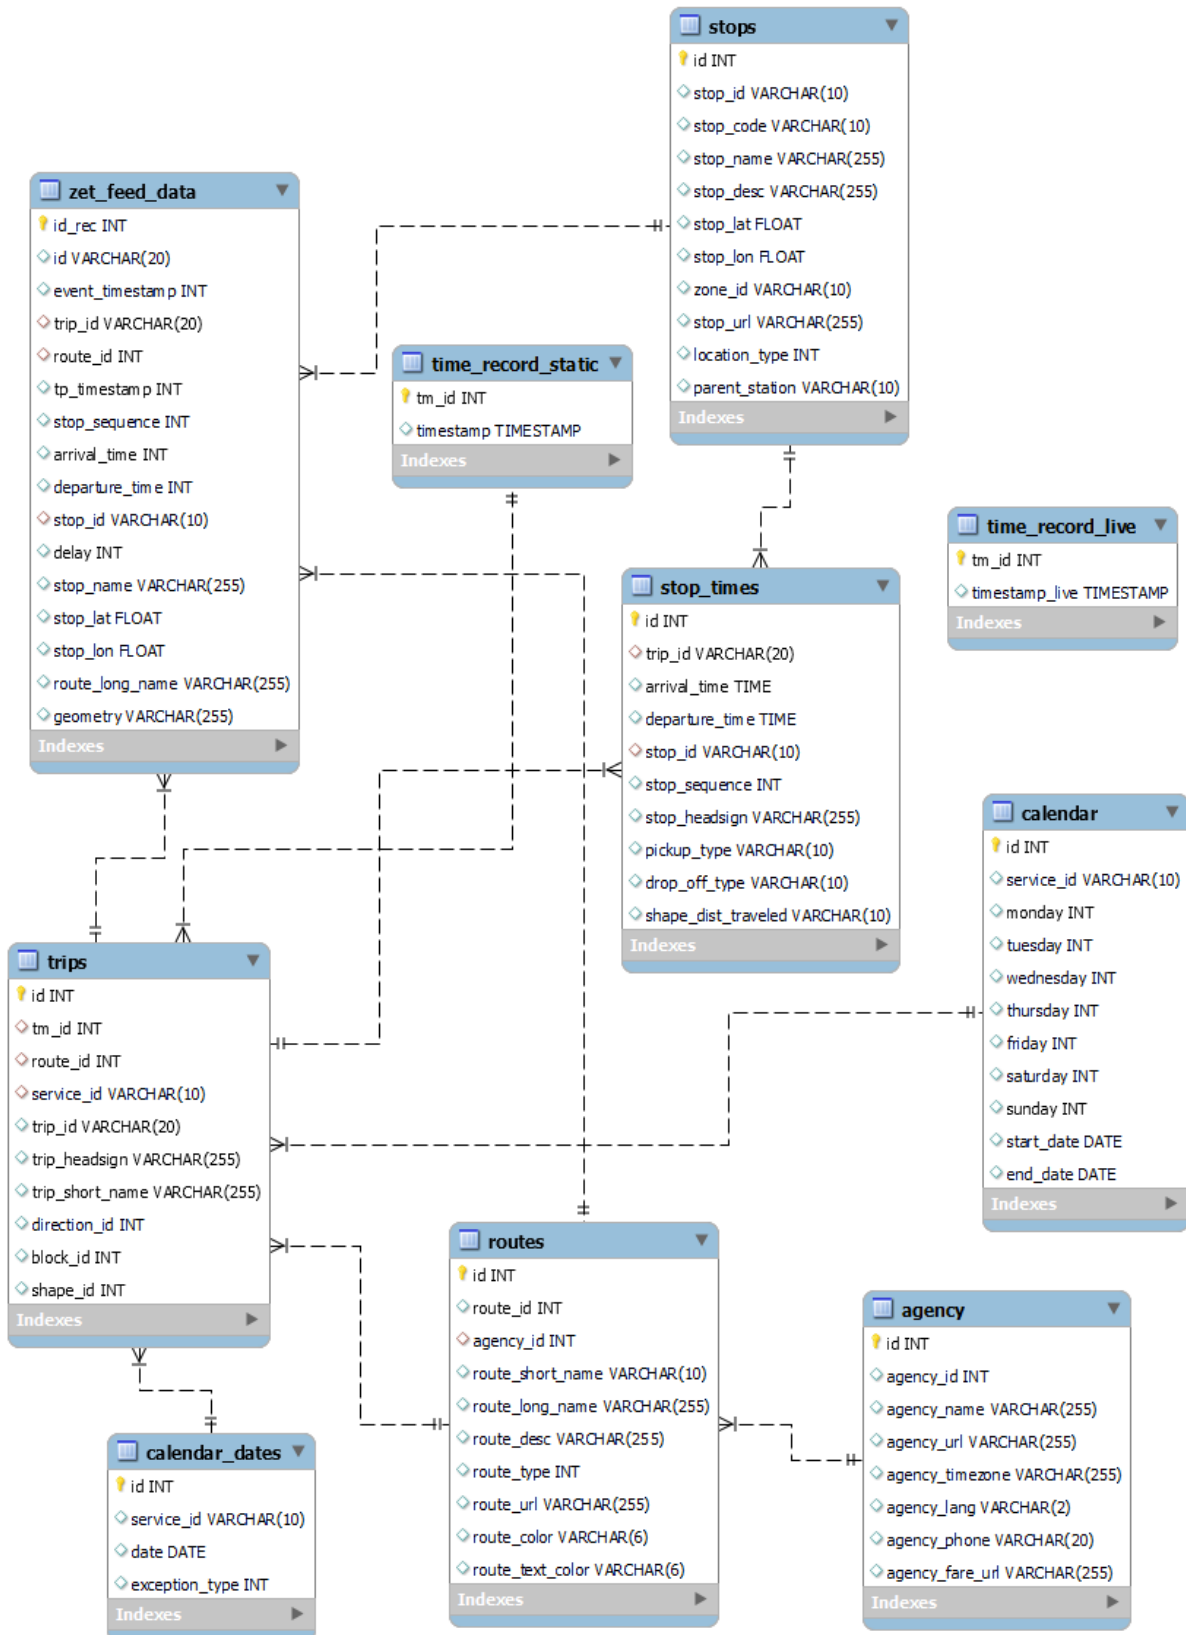 stops
id INT
stop_id VARCHAR(10)
stop_code VARCHAR(10)
stop_name VARCHAR(255)
stop_desc VARCHAR(255)
stop_lat FLOAT
stop_lon FLOAT
zone_id VARCHAR(10)
stop_url VARCHAR(255)
location_type INT
parent_station VARCHAR(10)
Indexes
zet_feed_data
id_rec INT
id VARCHAR(20)
event_timestamp INT
trip_id VARCHAR(20)
route_id INT
tp_timestamp INT
stop_sequence INT
arrival_time INT
departure_time INT
stop_id VARCHAR(10)
delay INT
stop_name VARCHAR(255)
stop_lat FLOAT
stop_lon FLOAT
route_long_name VARCHAR(255)
geometry VARCHAR(255)
Indexes
time_record_static
tm_id INT
timestamp TIMESTAMP
Indexes
time_record_live
tm_id INT
timestamp_live TIMESTAMP
Indexes
stop_times
id INT
trip_id VARCHAR(20)
arrival_time TIME
departure_time TIME
stop_id VARCHAR(10)
stop_sequence INT
stop_headsign VARCHAR(255)
pickup_type VARCHAR(10)
drop_off_type VARCHAR(10)
shape_dist_traveled VARCHAR(10)
Indexes
calendar
id INT
service_id VARCHAR(10)
monday INT
tuesday INT
wednesday INT
thursday INT
friday INT
saturday INT
sunday INT
start_date DATE
end_date DATE
Indexes
trips
id INT
tm_id INT
route_id INT
service_id VARCHAR(10)
trip_id VARCHAR(20)
trip_headsign VARCHAR(255)
trip_short_name VARCHAR(255)
direction_id INT
block_id INT
shape_id INT
Indexes
routes
id INT
route_id INT
agency_id INT
route_short_name VARCHAR(10)
route_long_name VARCHAR(255)
route_desc VARCHAR(255)
route_type INT
route_url VARCHAR(255)
route_color VARCHAR(6)
route_text_color VARCHAR(6)
Indexes
agency
id INT
agency_id INT
agency_name VARCHAR(255)
agency_url VARCHAR(255)
agency_timezone VARCHAR(255)
agency_lang VARCHAR(2)
agency_phone VARCHAR(20)
agency_fare_url VARCHAR(255)
Indexes
calendar_dates
id INT
service_id VARCHAR(10)
date DATE
exception_type INT
Indexes